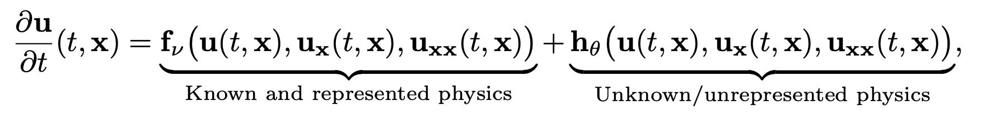 ∂u/∂t (t, x) = f_ν(u(t, x), u_x(t, x), u_xx(t, x)) + h_θ(u(t, x), u_x(t, x), u_xx(t, x)),
Known and represented physics Unknown/unrepresented physics